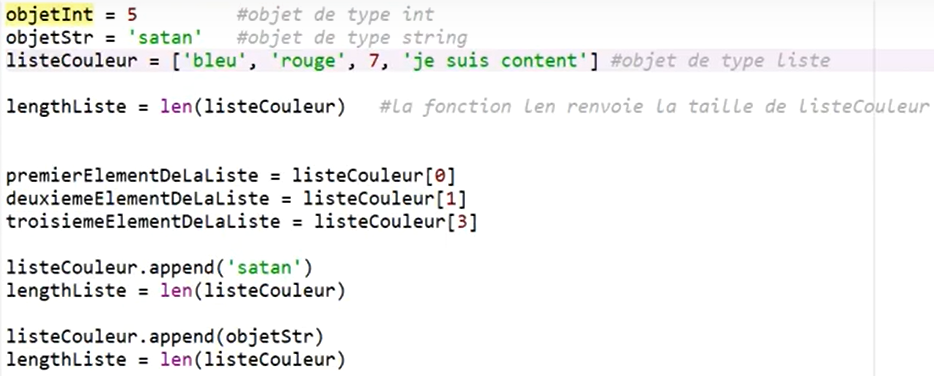 objetInt = 5 #objet de type int
objetStr = 'satan' #objet de type string
listeCouleur = ['bleu', 'rouge', 7, 'je suis content'] #objet de type liste
lengthListe = len(listeCouleur) #la fonction len renvoie la taille de listeCouleur
premierElementDeLaListe = listeCouleur[0]
deuxiemeElementDeLaListe = listeCouleur[1]
troisiemeElementDeLaListe = listeCouleur[3]
listeCouleur.append('satan')
lengthListe = len(listeCouleur)
listeCouleur.append(objetStr)
lengthListe = len(listeCouleur)